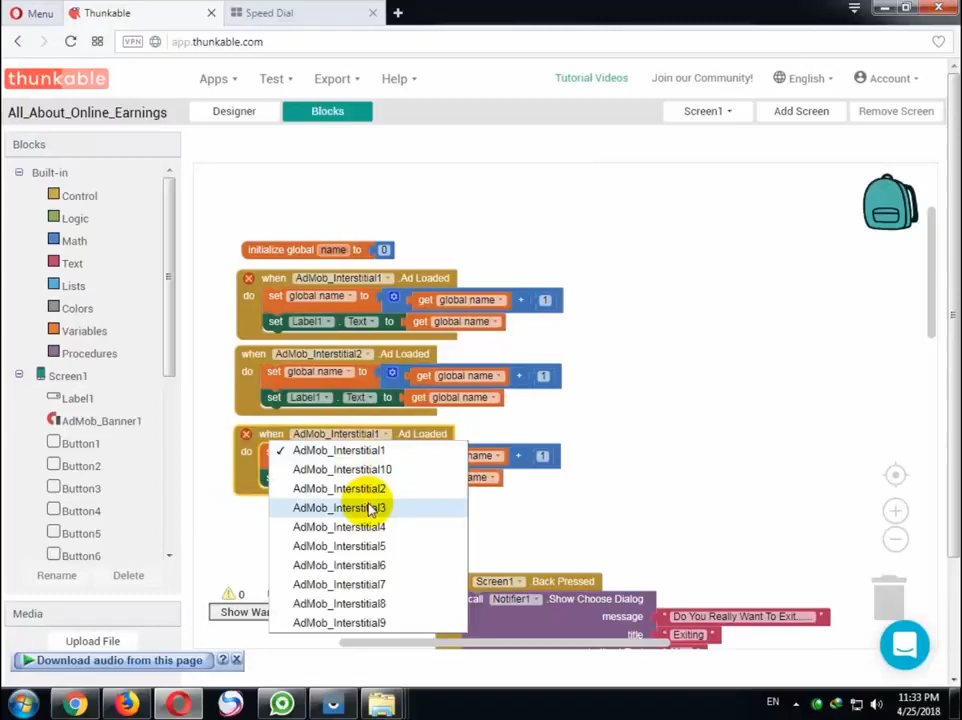 Menu
Thunkable
Speed Dial
VPN
app.thunkable.com
thunkable
Apps
Test
Export
Help
Tutorial Videos
Join our Community!
English
Account
All_About_Online_Earnings
Designer
Blocks
Screen1
Add Screen
Remove Screen
Blocks
Built-in
Control
Logic
Math
Text
Lists
Colors
Variables
Procedures
Screen1
Label1
AdMob_Banner1
Button1
Button2
Button3
Button4
Button5
Button6
Rename
Delete
Media
Upload File
initialize global name to 0
when AdMob_Interstitial1 .Ad Loaded
do set global name to get global name + 1
set Label1 . Text to get global name
when AdMob_Interstitial2 .Ad Loaded
do set global name to get global name + 1
set Label1 . Text to get global name
when AdMob_Interstitial1 .Ad Loaded
do name + 1
name
AdMob_Interstitial1
AdMob_Interstitial10
AdMob_Interstitial2
AdMob_Interstitial3
AdMob_Interstitial4
AdMob_Interstitial5
AdMob_Interstitial6
AdMob_Interstitial7
AdMob_Interstitial8
AdMob_Interstitial9
Screen1 .Back Pressed
Notifier1 .Show Choose Dialog
message Do You Really Want To Exit.....
title Exiting
0
Show War
Download audio from this page ? X
EN
11:33 PM
4/25/2018